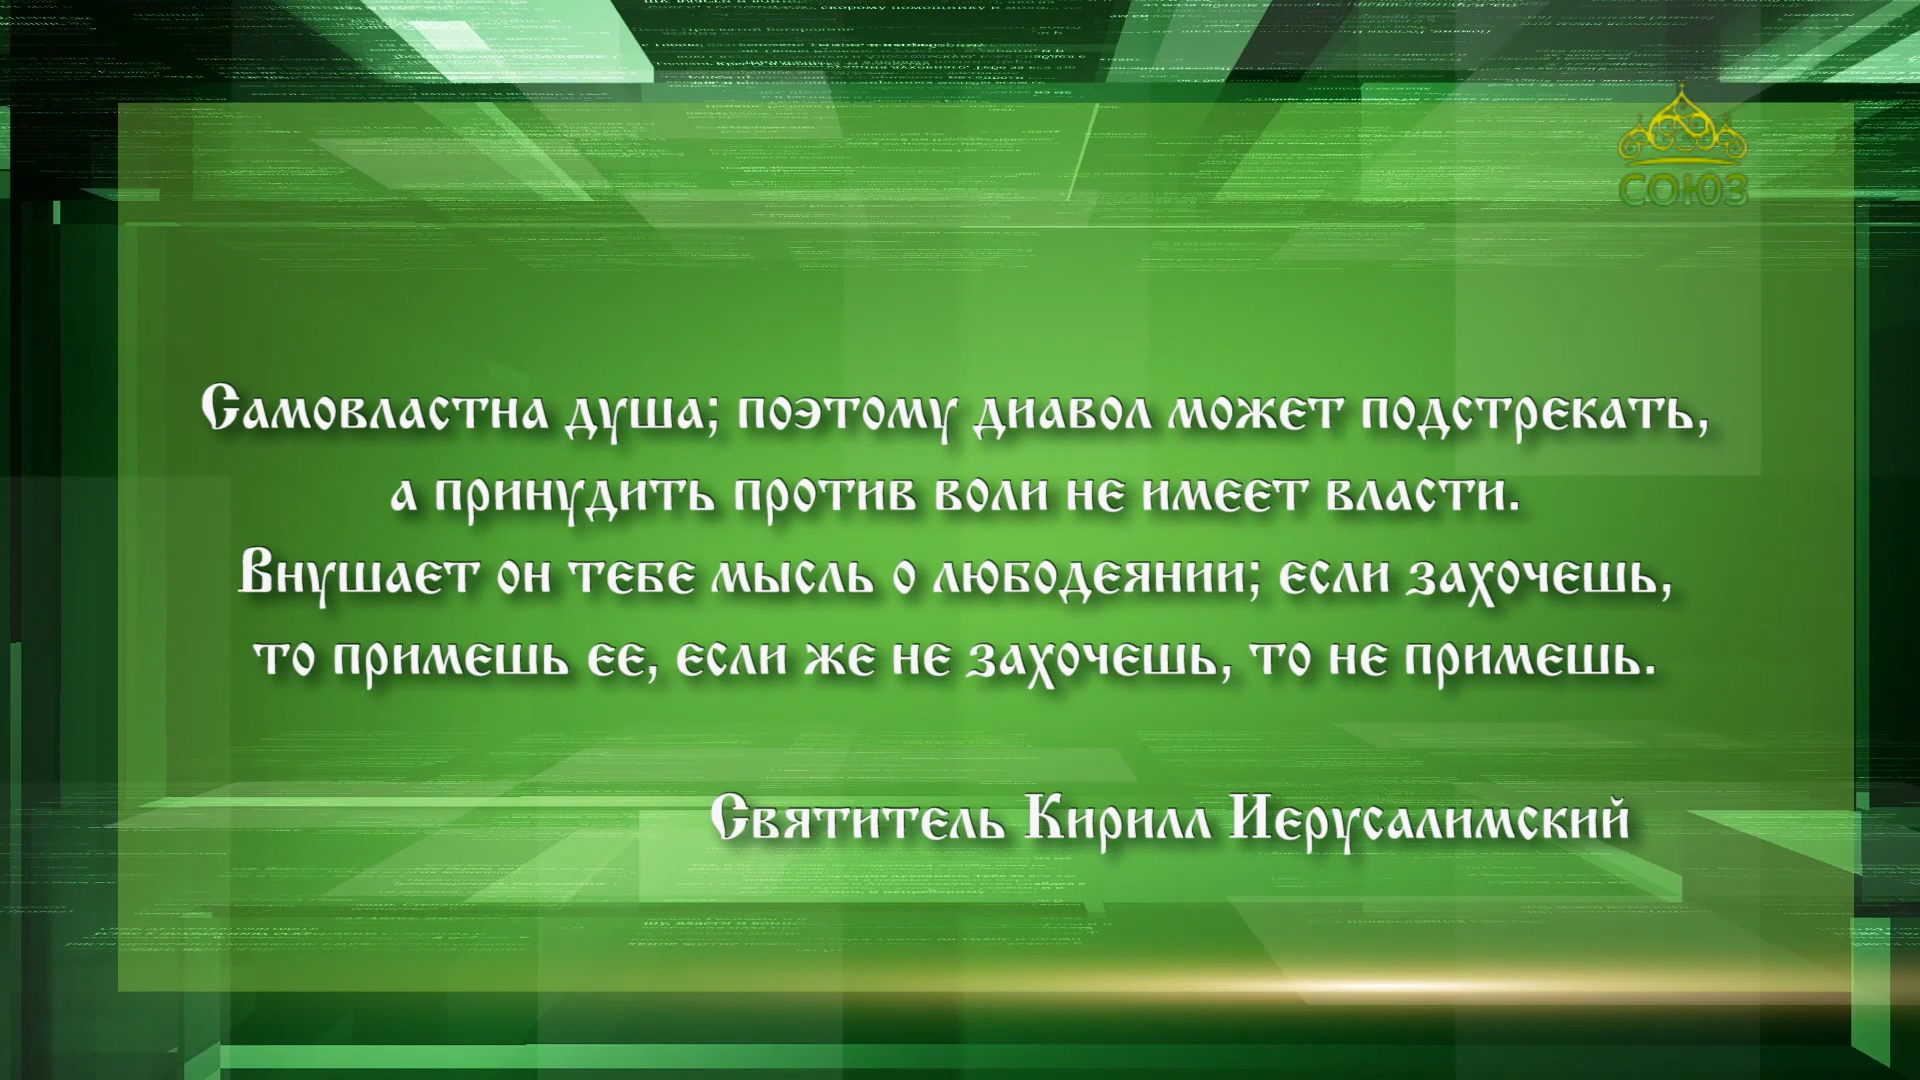 СОЮЗ
Самовластна душа; поэтому диавол может подстрекать,
а принудить против воли не имеет власти.
Внушает он тебе мысль о любодеянии; если захочешь,
то примешь ее, если же не захочешь, то не примешь.
Святитель Кирилл Иерусалимский